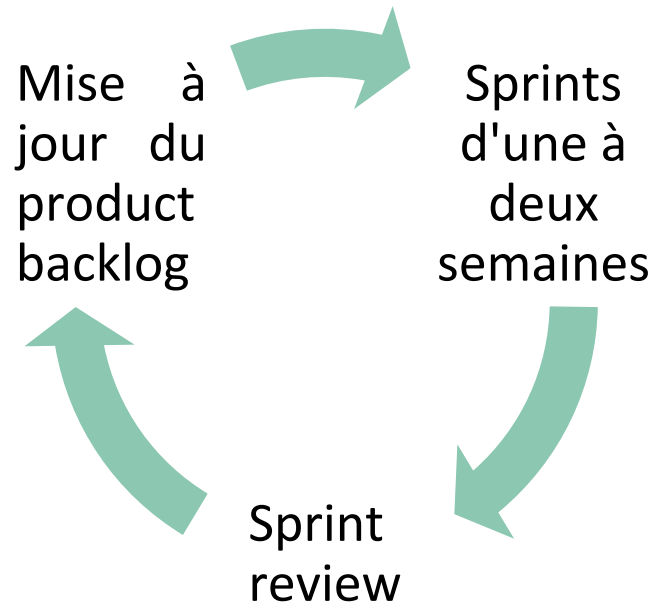 Mise à
jour du
product
backlog
Sprints
d'une à
deux
semaines
Sprint
review